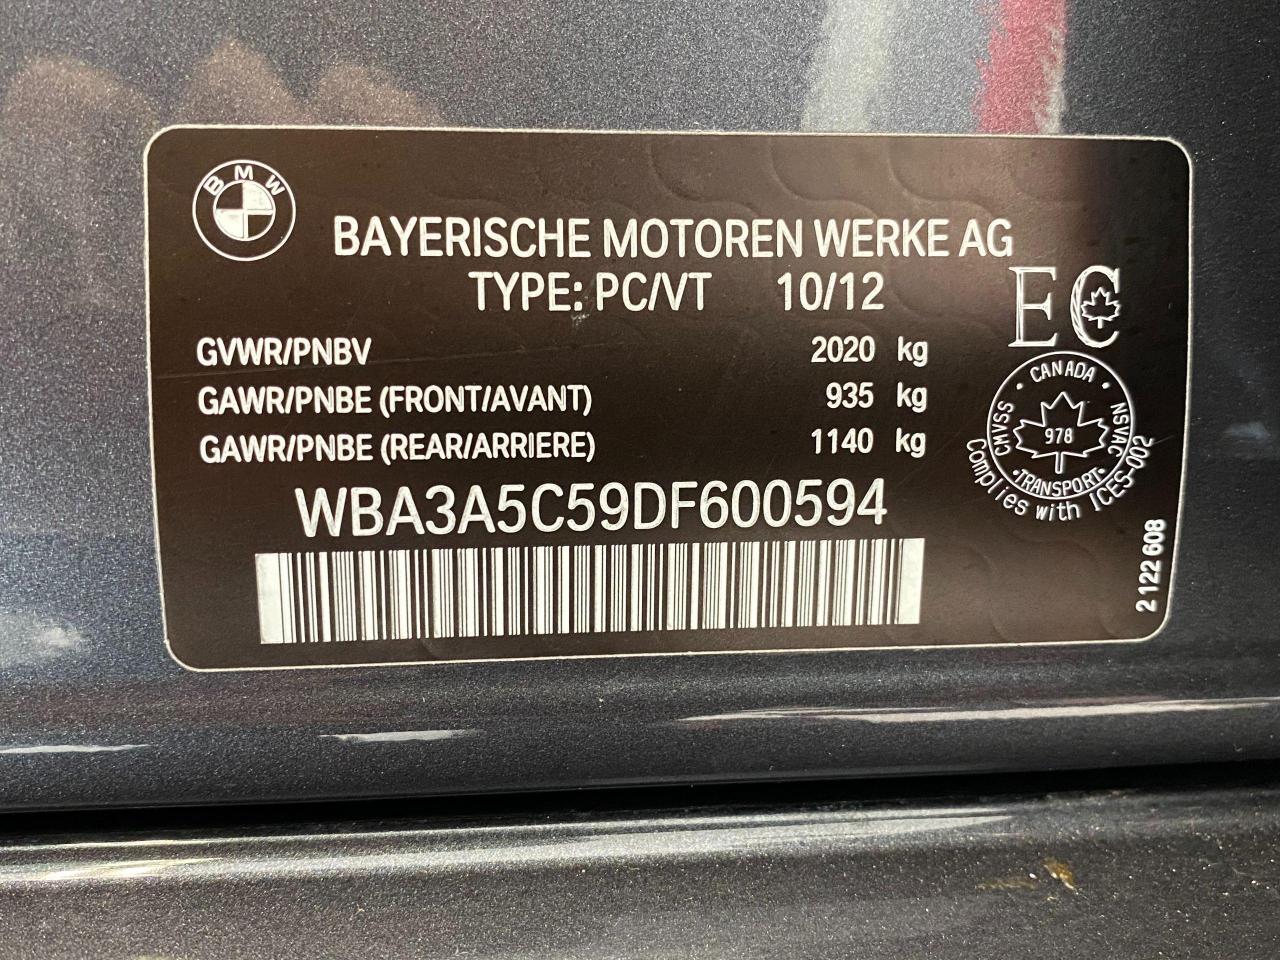 BMW
BAYERISCHE MOTOREN WERKE AG
TYPE: PC/VT 10/12
EC
GVWR/PNBV 2020 kg
GAWR/PNBE (FRONT/AVANT) 935 kg
GAWR/PNBE (REAR/ARRIERE) 1140 kg
WBA3A5C59DF600594
· CANADA ·
CMVSS
NSVAC
978
·TRANSPORT·
Complies with ICES-002
2 122 608